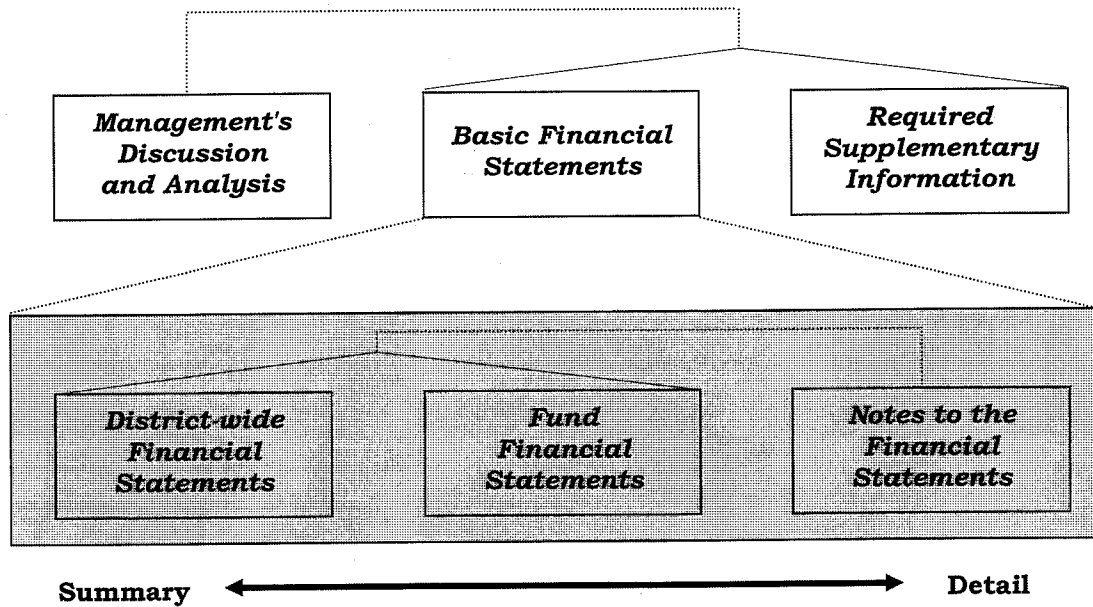 Management's
Discussion
and Analysis
Basic Financial
Statements
Required
Supplementary
Information
District-wide
Financial
Statements
Fund
Financial
Statements
Notes to the
Financial
Statements
Summary
Detail